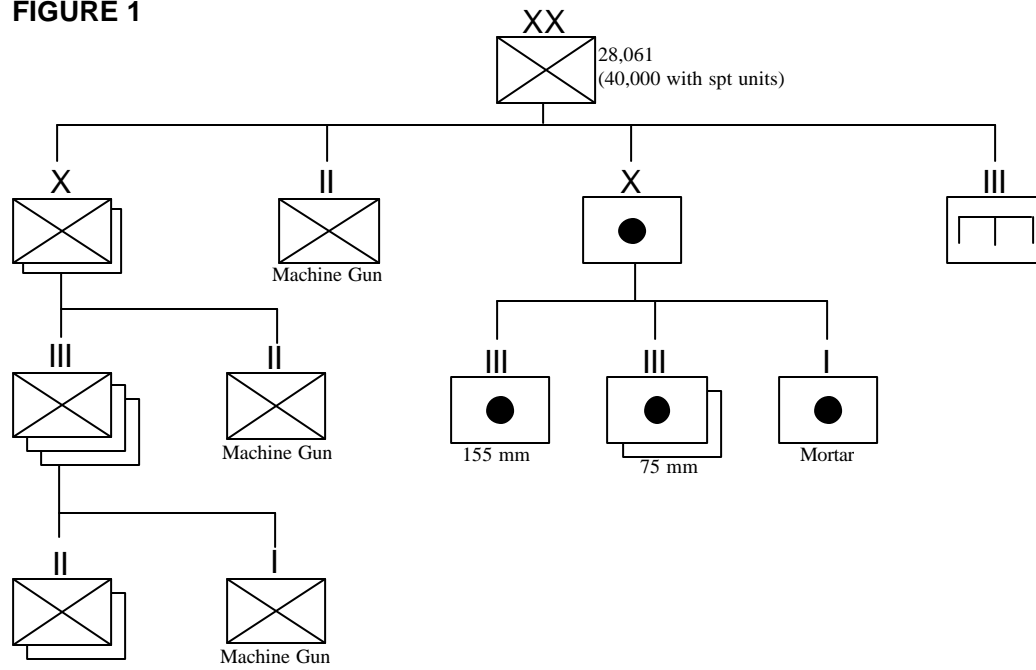 FIGURE 1
XX
28,061
(40,000 with spt units)
X
II
X
III
Machine Gun
III
II
III
III
I
Machine Gun
155 mm
75 mm
Mortar
II
I
Machine Gun